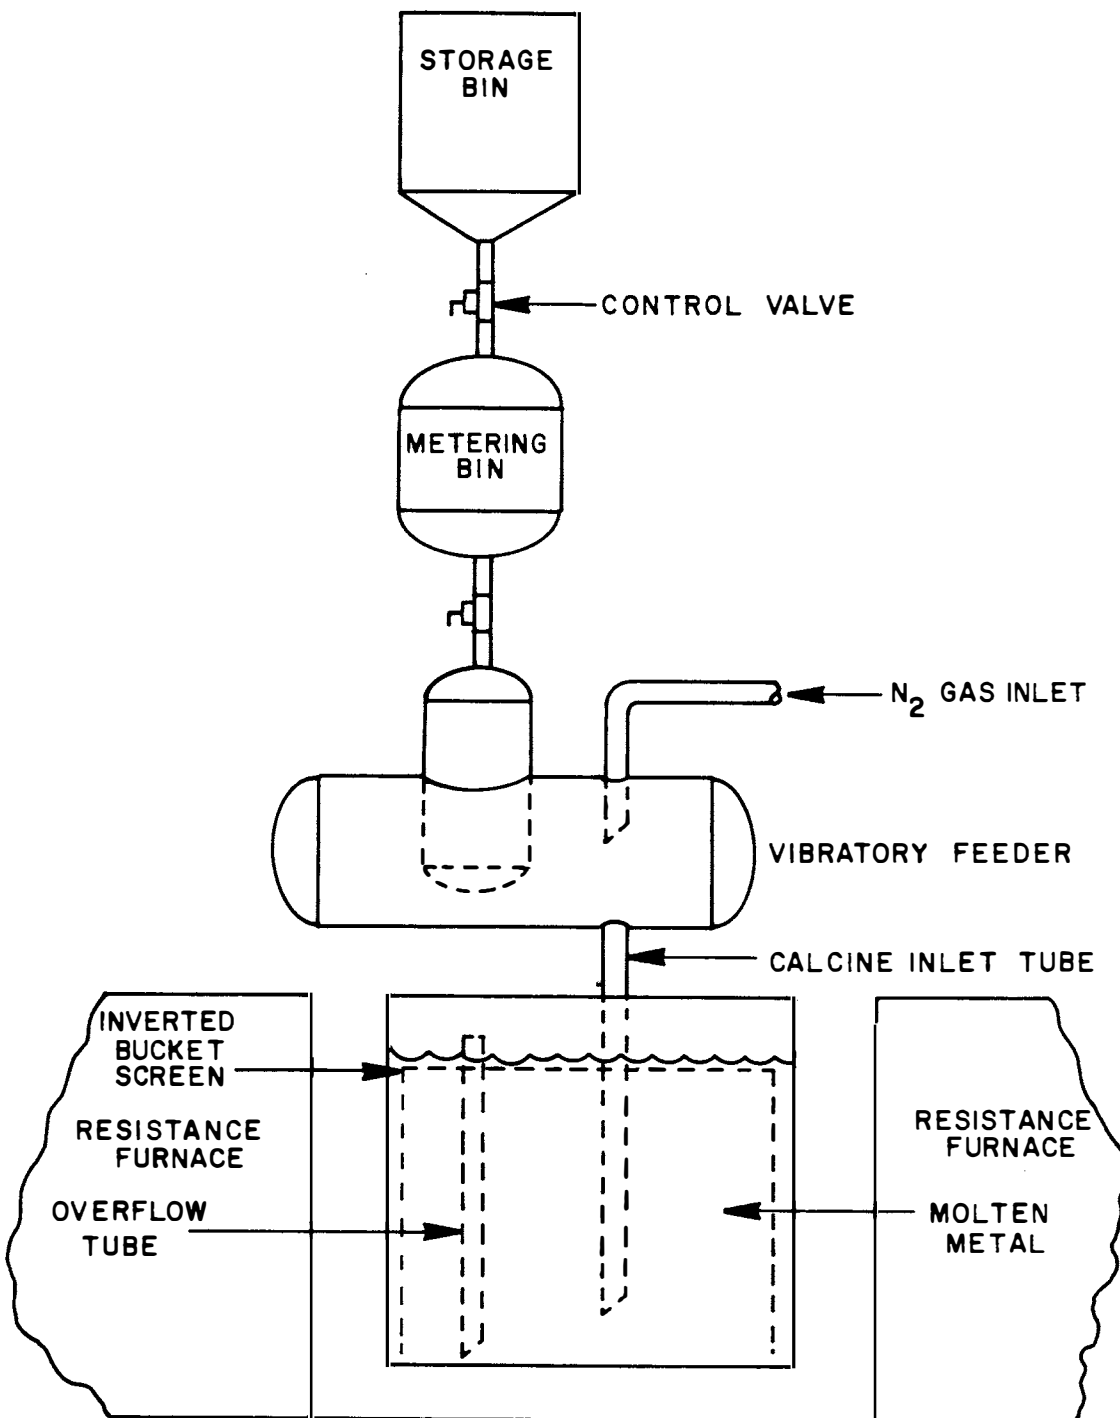 STORAGE
BIN
CONTROL VALVE
METERING
BIN
N2 GAS INLET
VIBRATORY FEEDER
CALCINE INLET TUBE
INVERTED
BUCKET
SCREEN
RESISTANCE
FURNACE
RESISTANCE
FURNACE
OVERFLOW
TUBE
MOLTEN
METAL